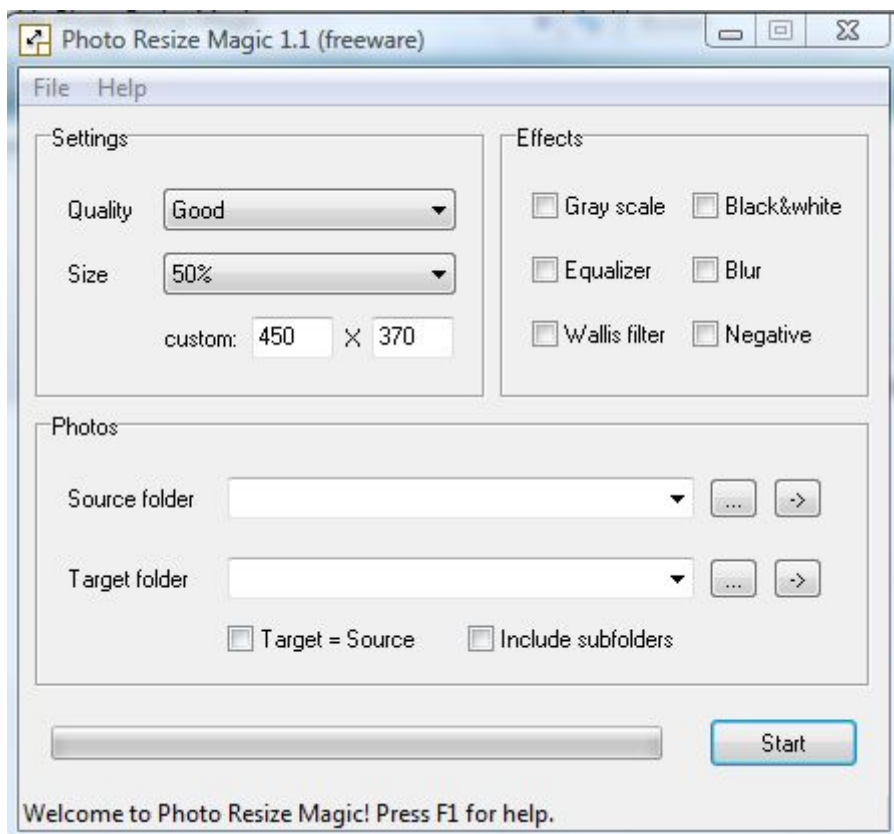 Photo Resize Magic 1.1 (freeware)
File Help
Settings
Quality Good
Size 50%
custom: 450 X 370
Effects
Gray scale Black&white
Equalizer Blur
Wallis filter Negative
Photos
Source folder ... ->
Target folder ... ->
Target = Source Include subfolders
Start
Welcome to Photo Resize Magic! Press F1 for help.